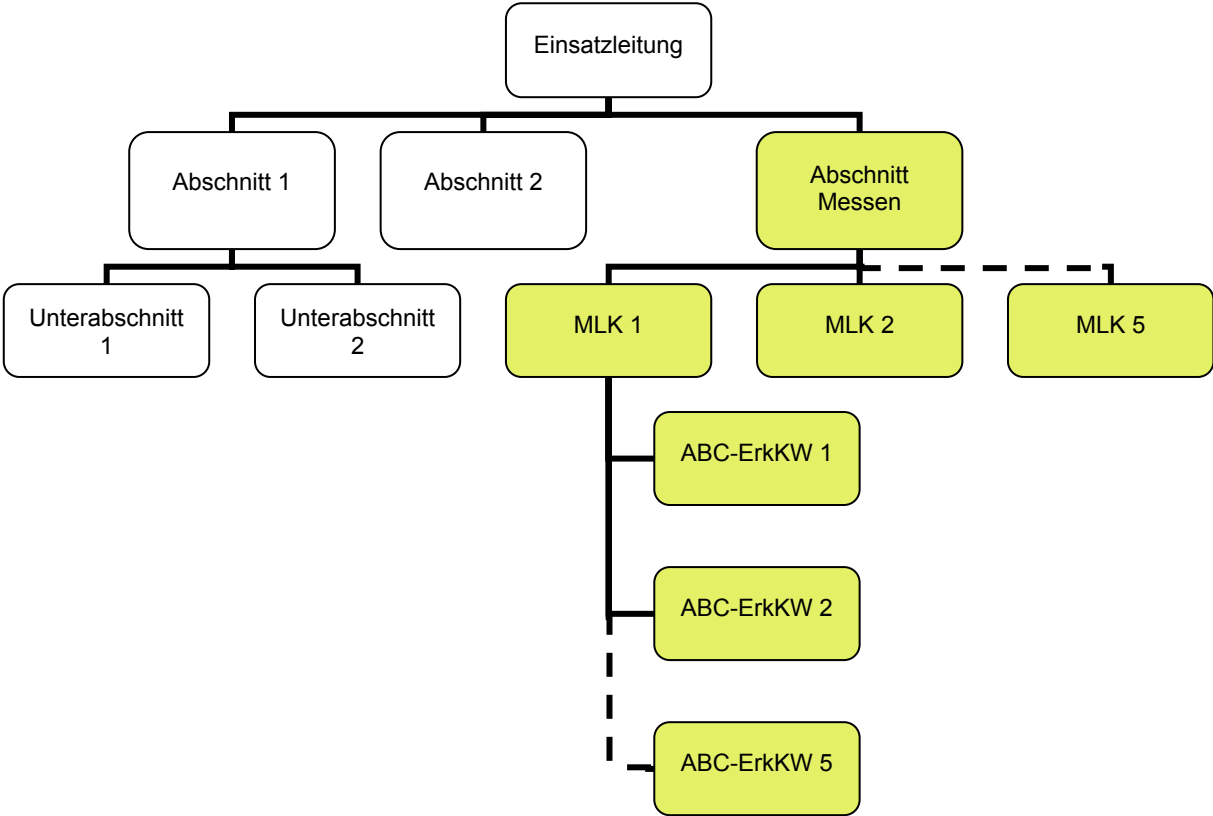 Einsatzleitung
Abschnitt 1
Abschnitt 2
Abschnitt
Messen
Unterabschnitt
1
Unterabschnitt
2
MLK 1
MLK 2
MLK 5
ABC-ErkKW 1
ABC-ErkKW 2
ABC-ErkKW 5